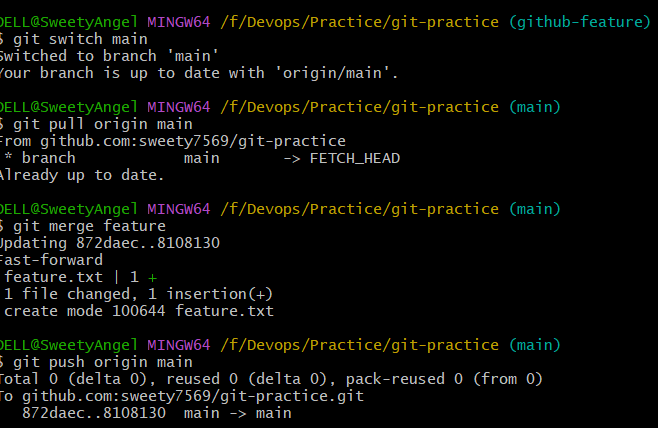 DELL@SweetyAngel MINGW64 /f/Devops/Practice/git-practice (github-feature)
$ git switch main
Switched to branch 'main'
Your branch is up to date with 'origin/main'.
DELL@SweetyAngel MINGW64 /f/Devops/Practice/git-practice (main)
$ git pull origin main
From github.com:sweety7569/git-practice
 * branch            main       -> FETCH_HEAD
Already up to date.
DELL@SweetyAngel MINGW64 /f/Devops/Practice/git-practice (main)
$ git merge feature
Updating 872daec..8108130
Fast-forward
 feature.txt | 1 +
 1 file changed, 1 insertion(+)
 create mode 100644 feature.txt
DELL@SweetyAngel MINGW64 /f/Devops/Practice/git-practice (main)
$ git push origin main
Total 0 (delta 0), reused 0 (delta 0), pack-reused 0 (from 0)
To github.com:sweety7569/git-practice.git
   872daec..8108130  main -> main